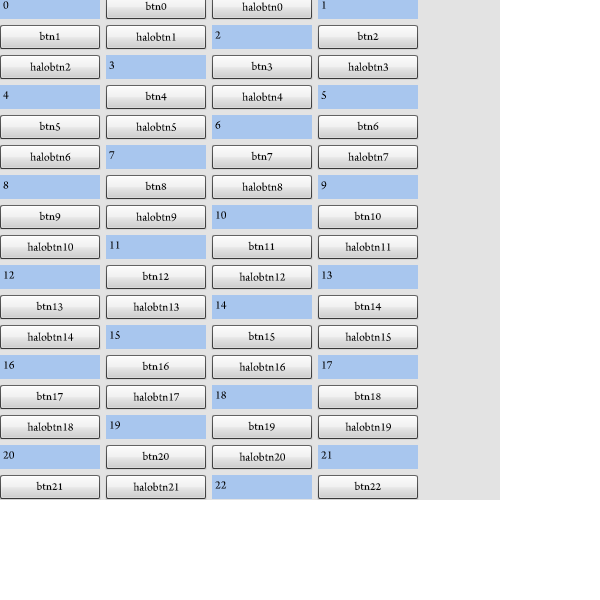 0 btn0 halobtn0 1
btn1 halobtn1 2 btn2
halobtn2 3 btn3 halobtn3
4 btn4 halobtn4 5
btn5 halobtn5 6 btn6
halobtn6 7 btn7 halobtn7
8 btn8 halobtn8 9
btn9 halobtn9 10 btn10
halobtn10 11 btn11 halobtn11
12 btn12 halobtn12 13
btn13 halobtn13 14 btn14
halobtn14 15 btn15 halobtn15
16 btn16 halobtn16 17
btn17 halobtn17 18 btn18
halobtn18 19 btn19 halobtn19
20 btn20 halobtn20 21
btn21 halobtn21 22 btn22